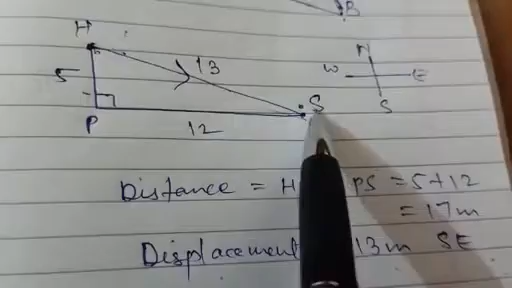 B
H
N
5
13
W
E
S
S
P
12
Distance = H PS = 5+12
= 17m
Displacement 13m SE